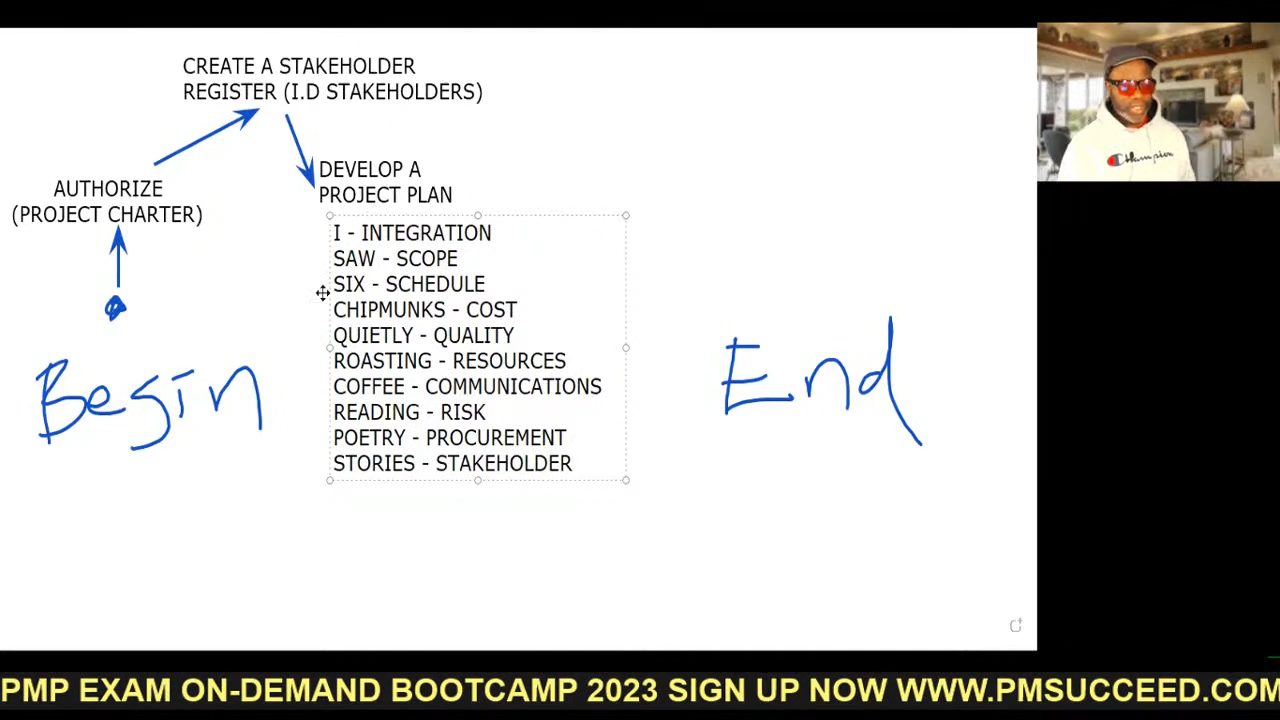 CREATE A STAKEHOLDER
REGISTER (I.D STAKEHOLDERS)
DEVELOP A
PROJECT PLAN
AUTHORIZE
(PROJECT CHARTER)
I - INTEGRATION
SAW - SCOPE
SIX - SCHEDULE
CHIPMUNKS - COST
QUIETLY - QUALITY
ROASTING - RESOURCES
COFFEE - COMMUNICATIONS
READING - RISK
POETRY - PROCUREMENT
STORIES - STAKEHOLDER
Begin
End
Champion
PMP EXAM ON-DEMAND BOOTCAMP 2023 SIGN UP NOW WWW.PMSUCCEED.COM